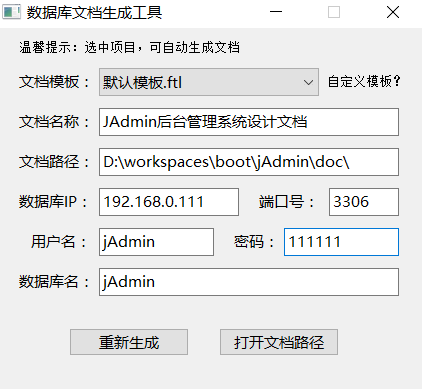 数据库文档生成工具
温馨提示：选中项目，可自动生成文档
文档模板： 默认模板.ftl 自定义模板?
文档名称： JAdmin后台管理系统设计文档
文档路径： D:\workspaces\boot\jAdmin\doc\
数据库IP： 192.168.0.111 端口号： 3306
用户名： jAdmin 密码： 111111
数据库名： jAdmin
重新生成 打开文档路径